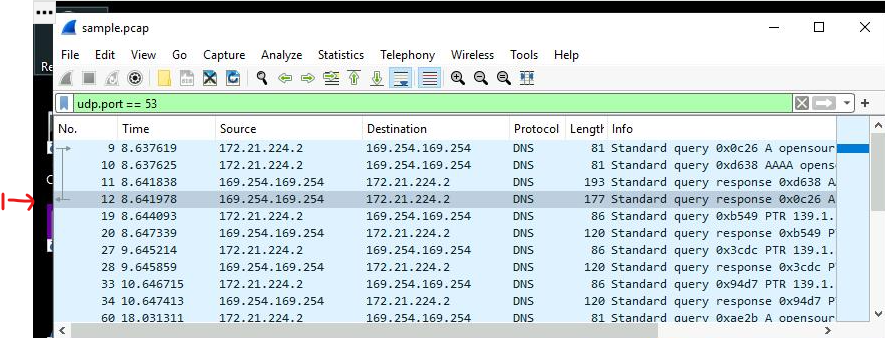 sample.pcap
Re
File Edit View Go Capture Analyze Statistics Telephony Wireless Tools Help
udp.port == 53
No. Time Source Destination Protocol Length Info
9 8.637619 172.21.224.2 169.254.169.254 DNS 81 Standard query 0x0c26 A opensour
10 8.637625 172.21.224.2 169.254.169.254 DNS 81 Standard query 0xd638 AAAA opens
11 8.641838 169.254.169.254 172.21.224.2 DNS 193 Standard query response 0xd638 A
12 8.641978 169.254.169.254 172.21.224.2 DNS 177 Standard query response 0x0c26 A
19 8.644093 172.21.224.2 169.254.169.254 DNS 86 Standard query 0xb549 PTR 139.1.
20 8.647339 169.254.169.254 172.21.224.2 DNS 120 Standard query response 0xb549 P
27 9.645214 172.21.224.2 169.254.169.254 DNS 86 Standard query 0x3cdc PTR 139.1.
28 9.645859 169.254.169.254 172.21.224.2 DNS 120 Standard query response 0x3cdc P
33 10.646715 172.21.224.2 169.254.169.254 DNS 86 Standard query 0x94d7 PTR 139.1.
34 10.647413 169.254.169.254 172.21.224.2 DNS 120 Standard query response 0x94d7 P
60 18.031311 172.21.224.2 169.254.169.254 DNS 81 Standard query 0xae2b A opensour